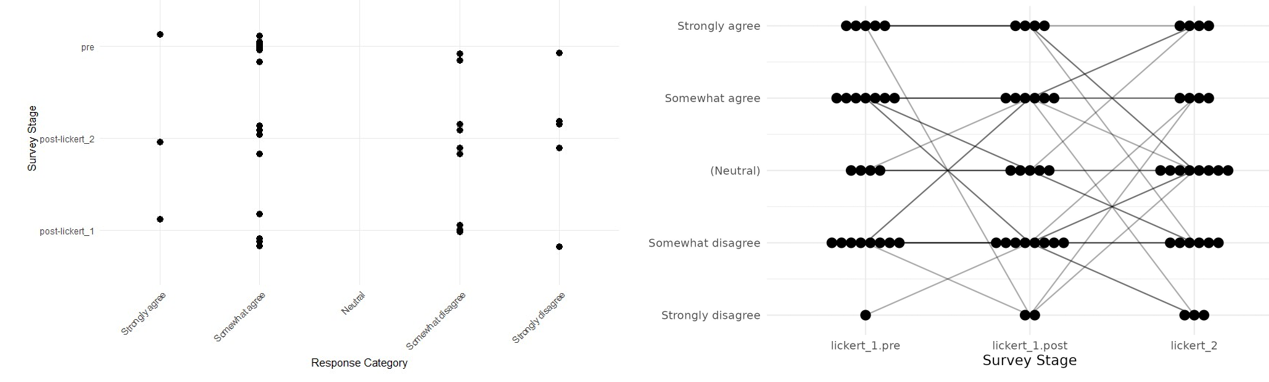 pre
post-lickert_2
post-lickert_1
Survey Stage
Strongly agree
Somewhat agree
Neutral
Somewhat disagree
Strongly disagree
Response Category
Strongly agree
Somewhat agree
(Neutral)
Somewhat disagree
Strongly disagree
lickert_1.pre
lickert_1.post
lickert_2
Survey Stage